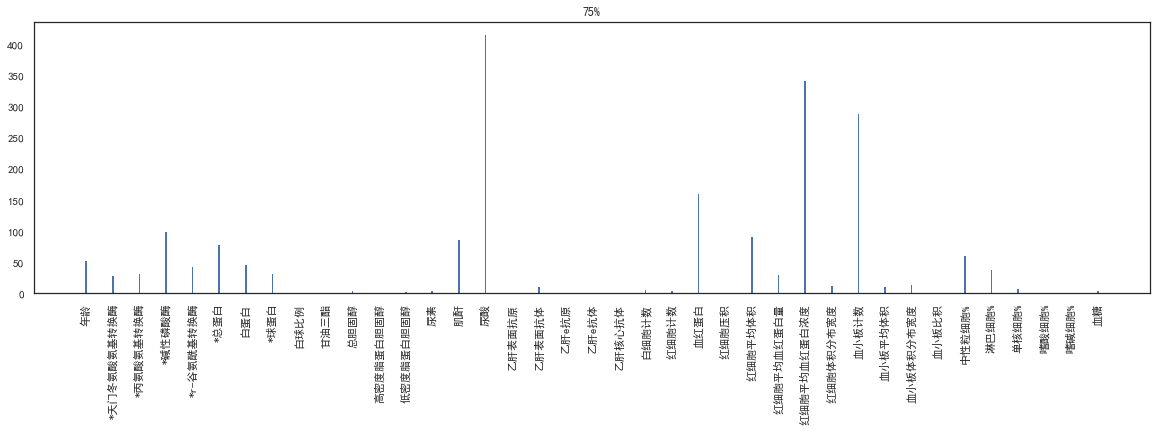 75%
400
350
300
250
200
150
100
50
0
年龄
*天门冬氨酸氨基转换酶
*丙氨酸氨基转换酶
*碱性磷酸酶
*r-谷氨酰基转换酶
*总蛋白
白蛋白
*球蛋白
白球比例
甘油三酯
总胆固醇
高密度脂蛋白胆固醇
低密度脂蛋白胆固醇
尿素
肌酐
尿酸
乙肝表面抗原
乙肝表面抗体
乙肝e抗原
乙肝e抗体
乙肝核心抗体
白细胞计数
红细胞计数
血红蛋白
红细胞压积
红细胞平均体积
红细胞平均血红蛋白量
红细胞平均血红蛋白浓度
红细胞体积分布宽度
血小板计数
血小板平均体积
血小板体积分布宽度
血小板比积
中性粒细胞%
淋巴细胞%
单核细胞%
嗜酸细胞%
嗜碱细胞%
血糖